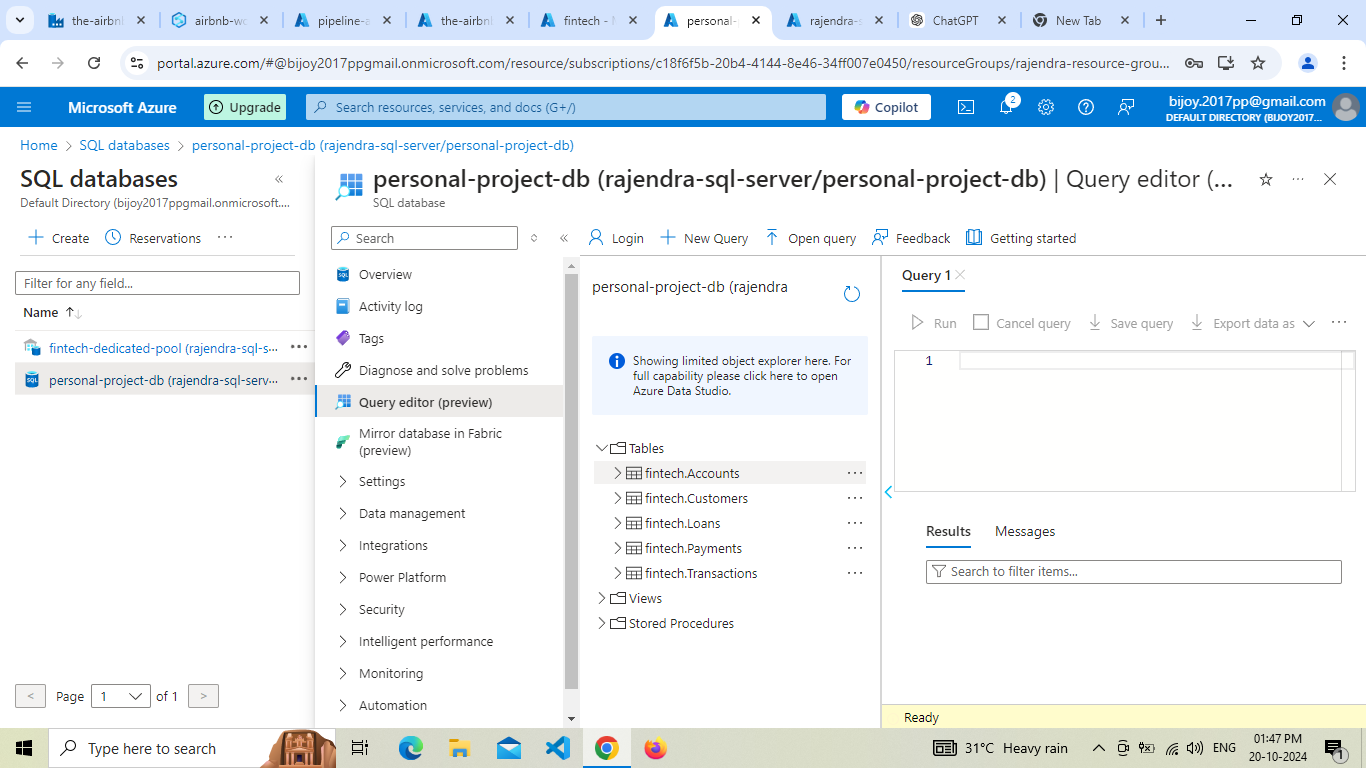 the-airbnl
airbnb-wo
pipeline-a
the-airbnl
fintech - M
personal-p
rajendra-s
ChatGPT
New Tab
portal.azure.com/#@bijoy2017ppgmail.onmicrosoft.com/resource/subscriptions/c18f6f5b-20b4-4144-8e46-34ff007e0450/resourceGroups/rajendra-resource-grou...
Microsoft Azure
Upgrade
Search resources, services, and docs (G+/)
Copilot
2
bijoy.2017pp@gmail.com
DEFAULT DIRECTORY (BIJOY2017...
Home > SQL databases > personal-project-db (rajendra-sql-server/personal-project-db)
SQL databases
Default Directory (bijoy2017ppgmail.onmicrosoft....
Create
Reservations
Filter for any field...
Name
fintech-dedicated-pool (rajendra-sql-s...
personal-project-db (rajendra-sql-serv...
< Page 1 of 1 >
personal-project-db (rajendra-sql-server/personal-project-db) | Query editor (...
SQL database
Search
Overview
Activity log
Tags
Diagnose and solve problems
Query editor (preview)
Mirror database in Fabric
(preview)
Settings
Data management
Integrations
Power Platform
Security
Intelligent performance
Monitoring
Automation
Login
New Query
Open query
Feedback
Getting started
personal-project-db (rajendra
Showing limited object explorer here. For
full capability please click here to open
Azure Data Studio.
Tables
fintech.Accounts
fintech.Customers
fintech.Loans
fintech.Payments
fintech.Transactions
Views
Stored Procedures
Query 1
Run
Cancel query
Save query
Export data as
1
Results
Messages
Search to filter items...
Ready
Type here to search
31°C Heavy rain
ENG
01:47 PM
20-10-2024
1